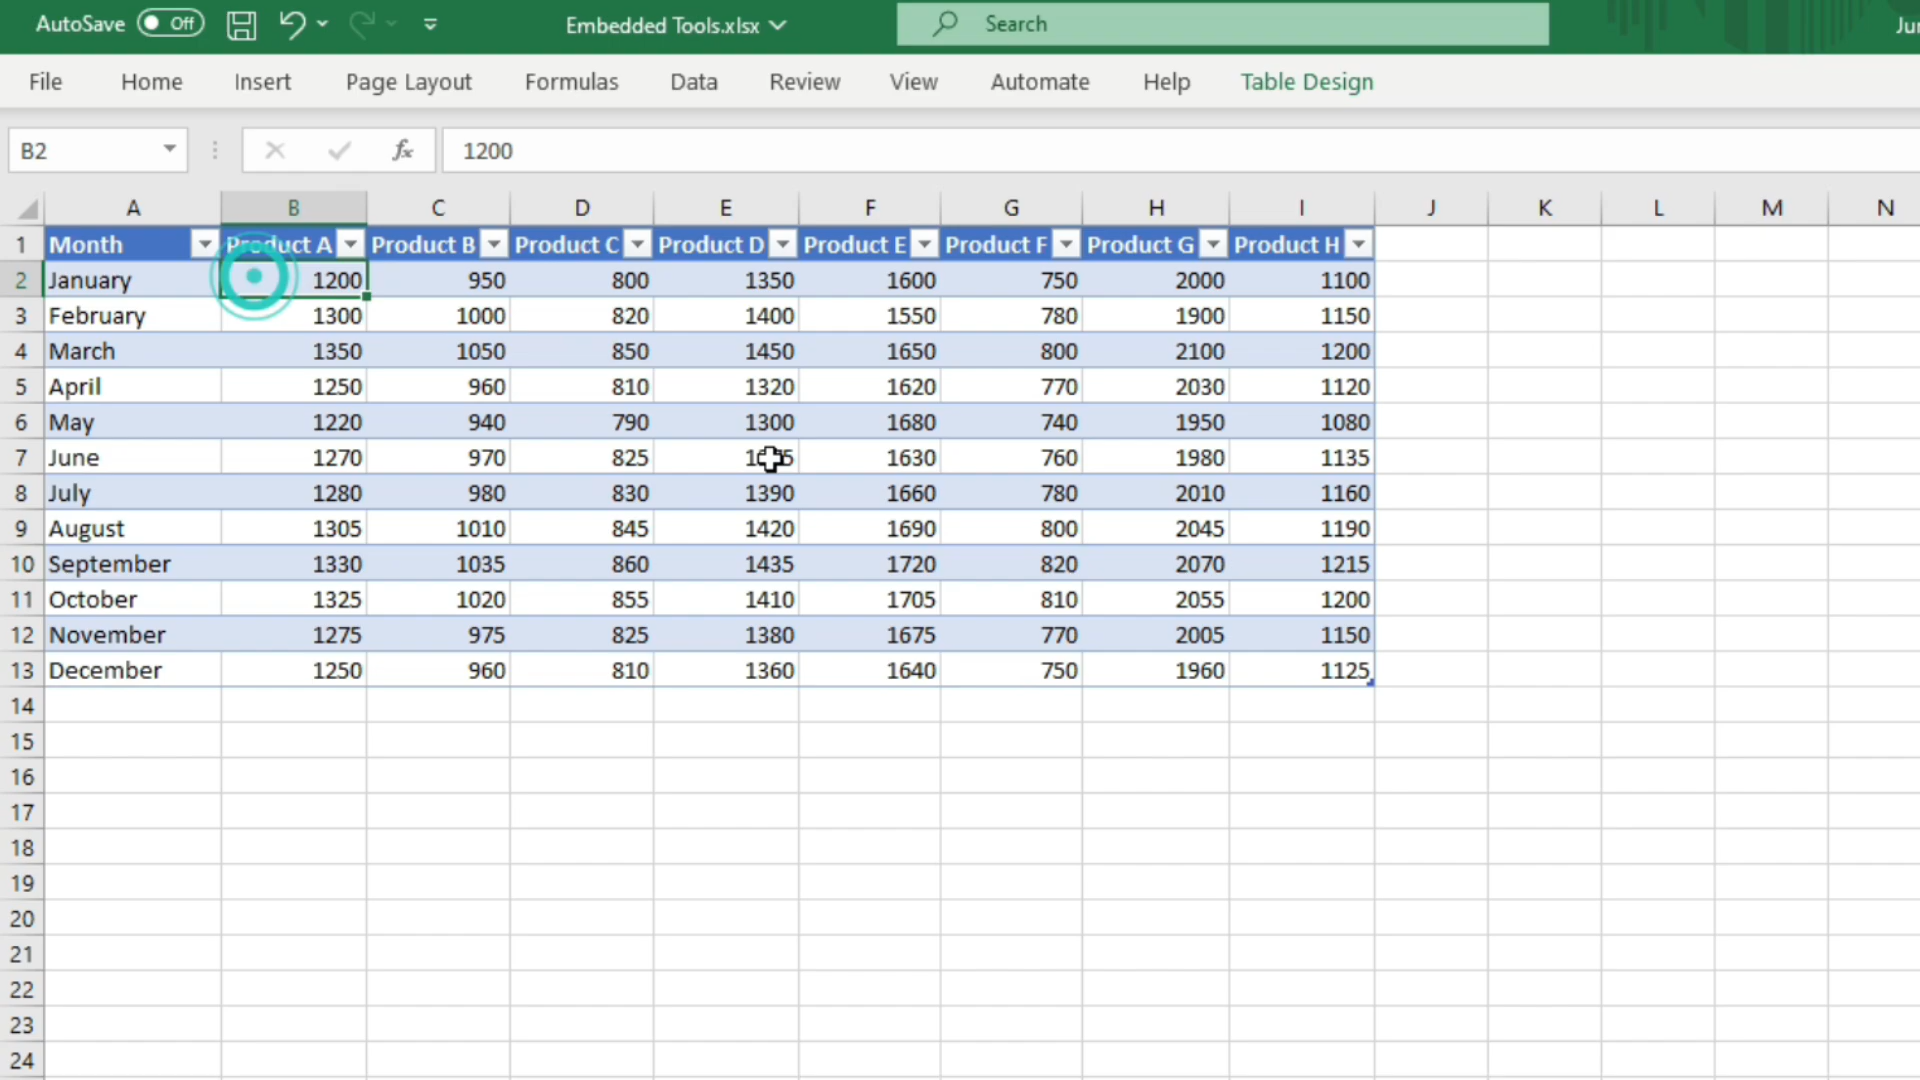 AutoSave Off Embedded Tools.xlsx Search
File Home Insert Page Layout Formulas Data Review View Automate Help Table Design
B2 fx 1200
A B C D E F G H I J K L M N
1 Month Product A Product B Product C Product D Product E Product F Product G Product H
2 January 1200 950 800 1350 1600 750 2000 1100
3 February 1300 1000 820 1400 1550 780 1900 1150
4 March 1350 1050 850 1450 1650 800 2100 1200
5 April 1250 960 810 1320 1620 770 2030 1120
6 May 1220 940 790 1300 1680 740 1950 1080
7 June 1270 970 825 1630 760 1980 1135
8 July 1280 980 830 1390 1660 780 2010 1160
9 August 1305 1010 845 1420 1690 800 2045 1190
10 September 1330 1035 860 1435 1720 820 2070 1215
11 October 1325 1020 855 1410 1705 810 2055 1200
12 November 1275 975 825 1380 1675 770 2005 1150
13 December 1250 960 810 1360 1640 750 1960 1125
14
15
16
17
18
19
20
21
22
23
24